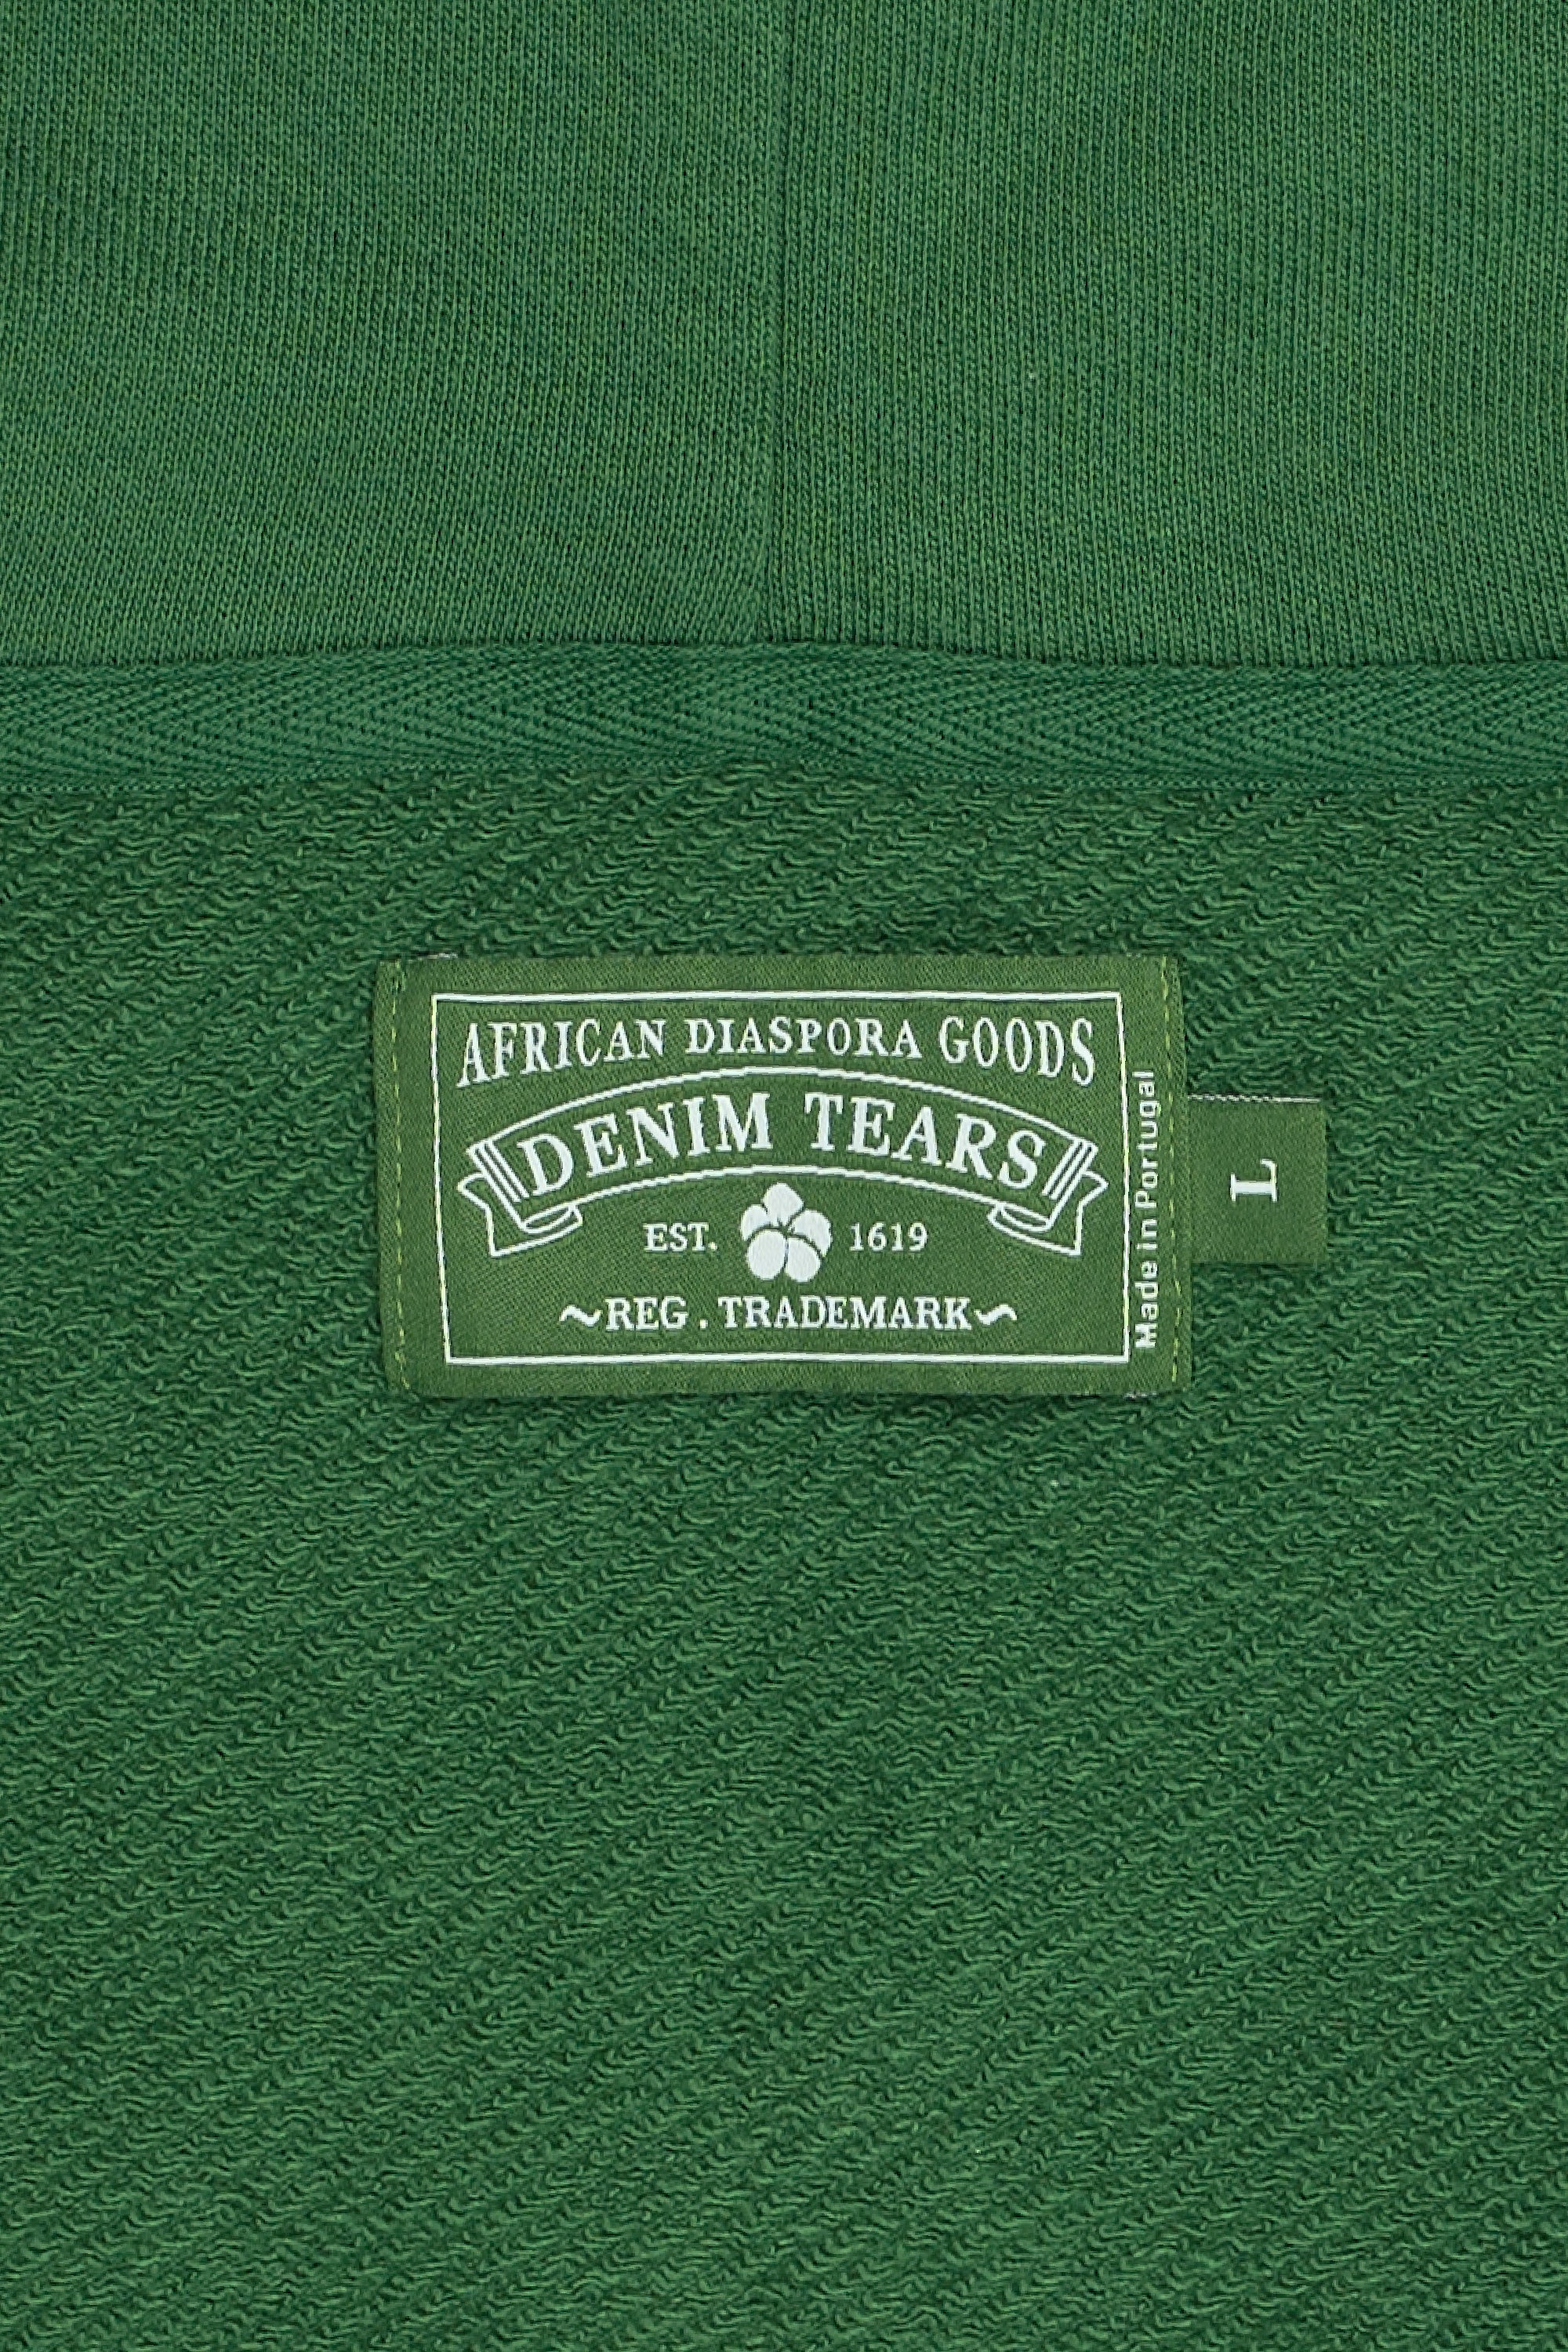 AFRICAN DIASPORA GOODS
DENIM TEARS
EST. 1619
~REG . TRADEMARK~
Made in Portugal
L